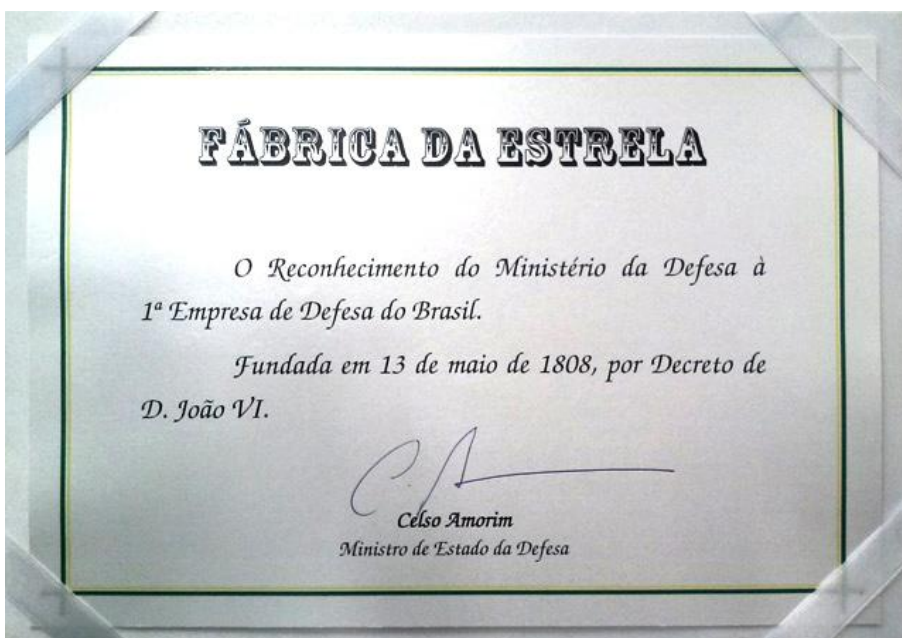 FÁBRICA DA ESTRELA
O Reconhecimento do Ministério da Defesa à
1ª Empresa de Defesa do Brasil.
Fundada em 13 de maio de 1808, por Decreto de
D. João VI.
C. A
Celso Amorim
Ministro de Estado da Defesa